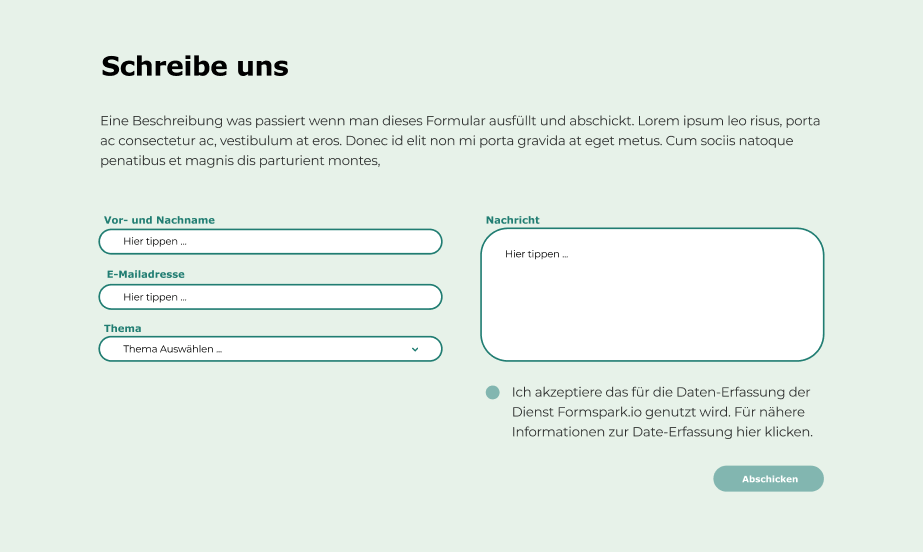 Schreibe uns
Eine Beschreibung was passiert wenn man dieses Formular ausfüllt und abschickt. Lorem ipsum leo risus, porta
ac consectetur ac, vestibulum at eros. Donec id elit non mi porta gravida at eget metus. Cum sociis natoque
penatibus et magnis dis parturient montes,
Vor- und Nachname
Hier tippen ...
E-Mailadresse
Hier tippen ...
Thema
Thema Auswählen ...
Nachricht
Hier tippen ...
Ich akzeptiere das für die Daten-Erfassung der
Dienst Formspark.io genutzt wird. Für nähere
Informationen zur Date-Erfassung hier klicken.
Abschicken